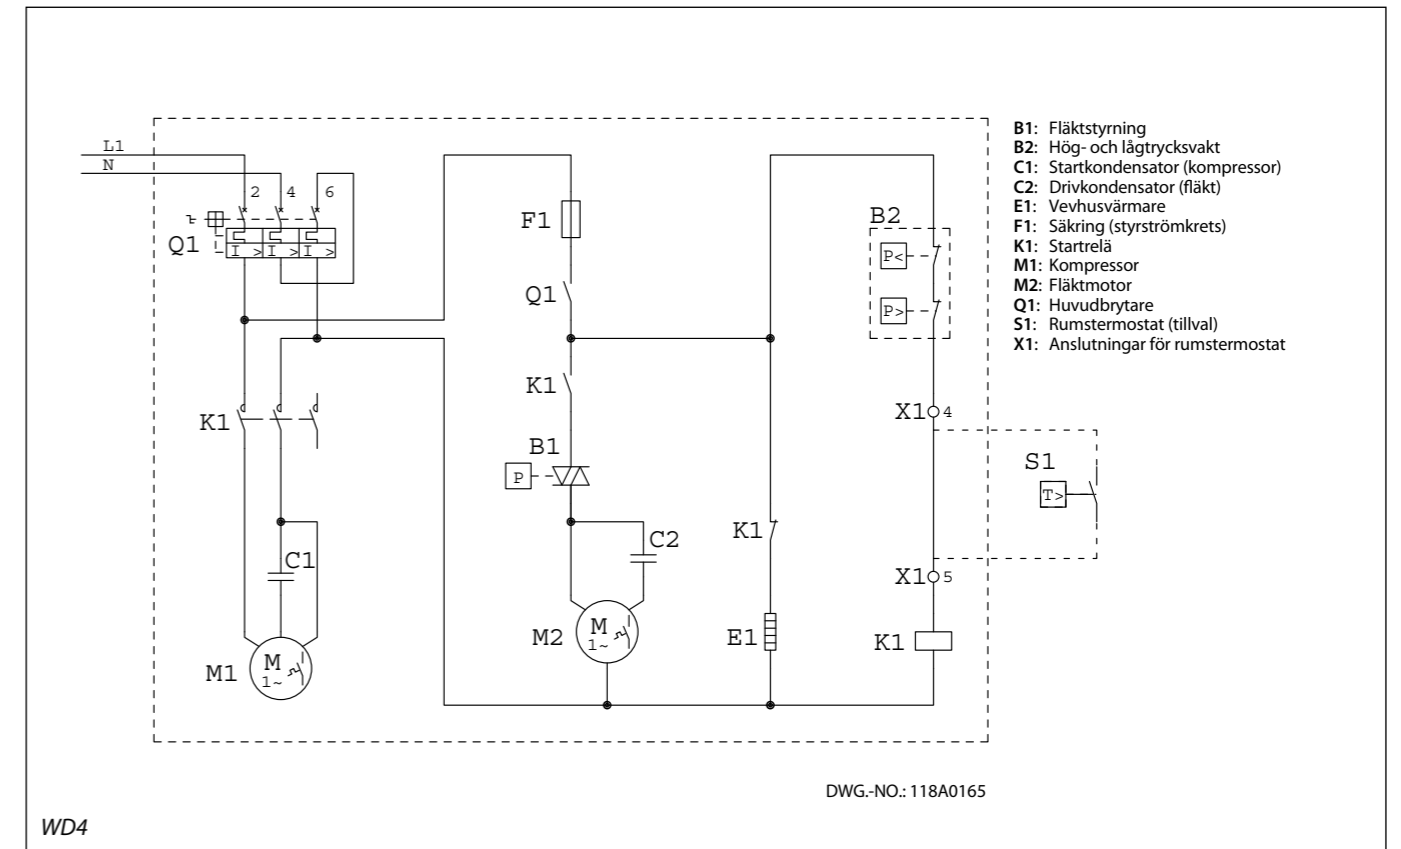 L1
N
2 4 6
Q1
I > I > I >
K1
C1
M1
M
1~
F1
Q1
K1
B1
P
C2
M2
M
1~
K1
E1
B2
P<
P>
X1 4
S1
T>
X1 5
K1
B1: Fläktstyrning
B2: Hög- och lågtrycksvakt
C1: Startkondensator (kompressor)
C2: Drivkondensator (fläkt)
E1: Vevhusvärmare
F1: Säkring (styrströmkrets)
K1: Startrelä
M1: Kompressor
M2: Fläktmotor
Q1: Huvudbrytare
S1: Rumstermostat (tillval)
X1: Anslutningar för rumstermostat
DWG.-NO.: 118A0165
WD4